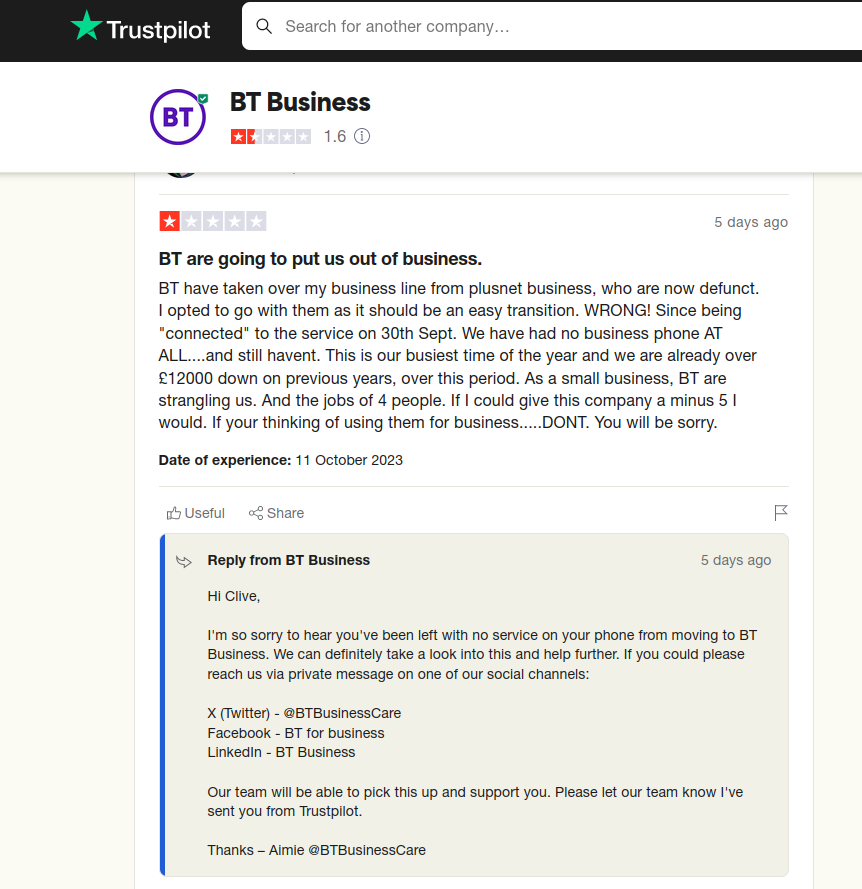 Trustpilot
Search for another company…
BT
BT Business
1.6
5 days ago
BT are going to put us out of business.
BT have taken over my business line from plusnet business, who are now defunct.
I opted to go with them as it should be an easy transition. WRONG! Since being
"connected" to the service on 30th Sept. We have had no business phone AT
ALL....and still havent. This is our busiest time of the year and we are already over
£12000 down on previous years, over this period. As a small business, BT are
strangling us. And the jobs of 4 people. If I could give this company a minus 5 I
would. If your thinking of using them for business.....DONT. You will be sorry.
Date of experience: 11 October 2023
Useful
Share
Reply from BT Business
5 days ago
Hi Clive,
I'm so sorry to hear you've been left with no service on your phone from moving to BT
Business. We can definitely take a look into this and help further. If you could please
reach us via private message on one of our social channels:
X (Twitter) - @BTBusinessCare
Facebook - BT for business
LinkedIn - BT Business
Our team will be able to pick this up and support you. Please let our team know I've
sent you from Trustpilot.
Thanks – Aimie @BTBusinessCare